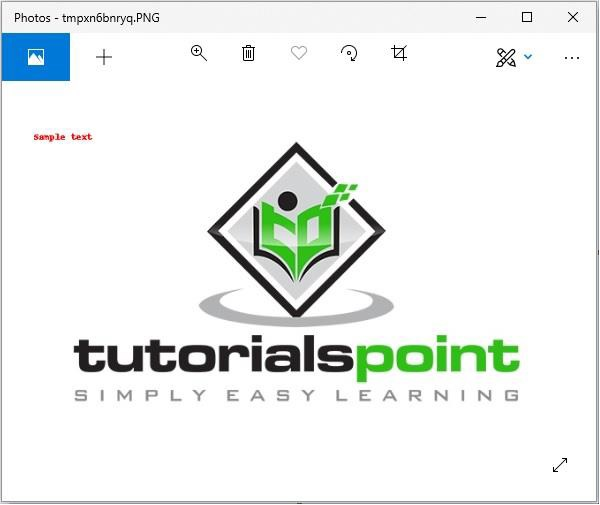 Photos - tmpxn6bnryq.PNG
Sample text
tutorialspoint
SIMPLY EASY LEARNING